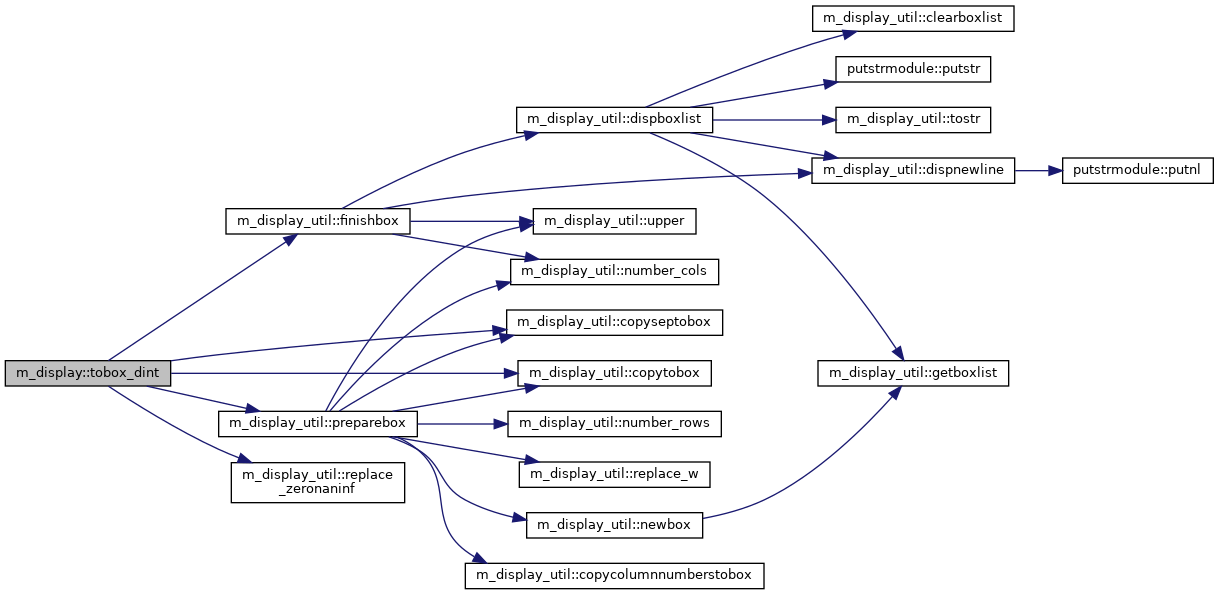 m_display_util::clearboxlist
putstrmodule::putstr
m_display_util::dispboxlist
m_display_util::tostr
m_display_util::dispnewline
putstrmodule::putnl
m_display_util::finishbox
m_display_util::upper
m_display_util::number_cols
m_display_util::copyseptobox
m_display::tobox_dint
m_display_util::copytobox
m_display_util::getboxlist
m_display_util::preparebox
m_display_util::number_rows
m_display_util::replace
_zeronaninf
m_display_util::replace_w
m_display_util::newbox
m_display_util::copycolumnnumberstobox